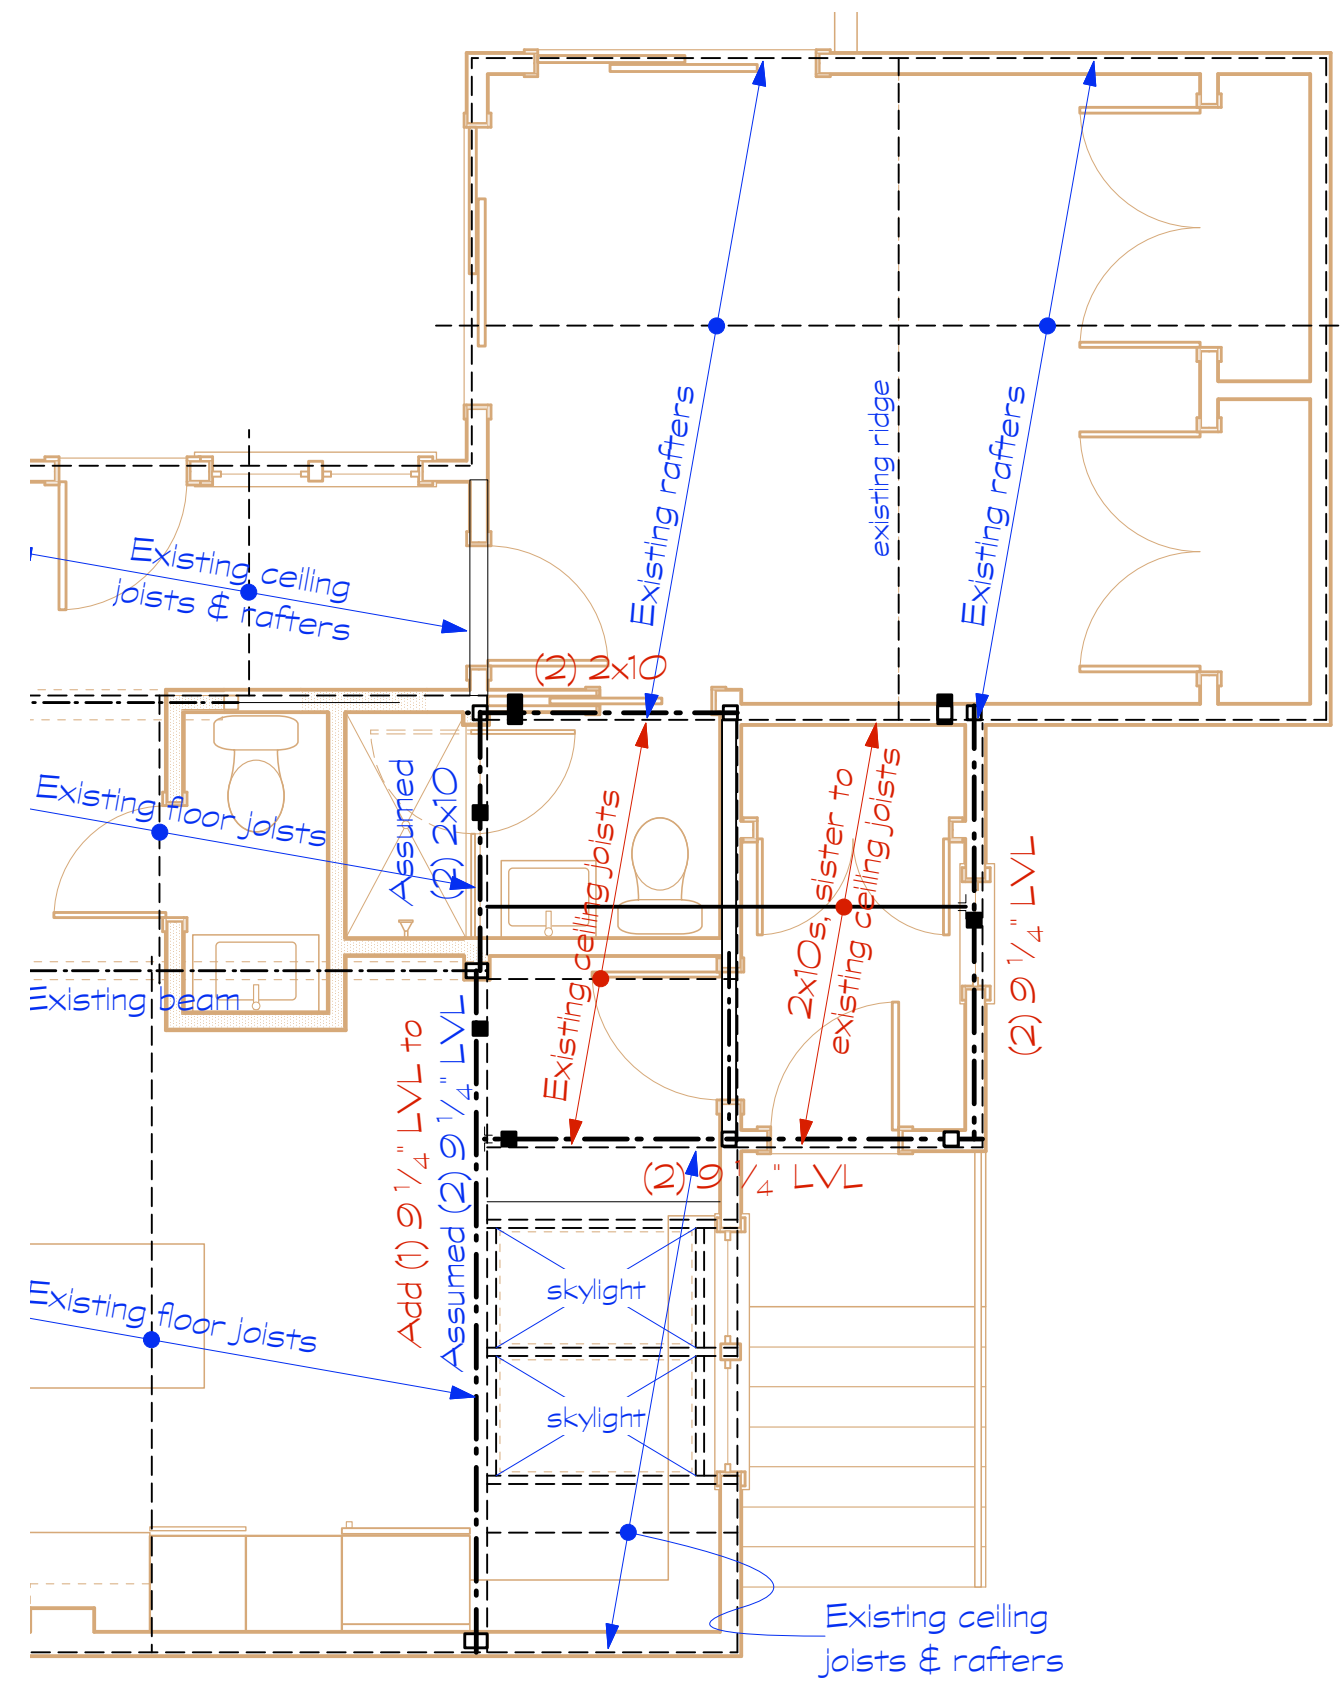 Existing rafters
existing ridge
Existing rafters
Existing ceiling
joists & rafters
(2) 2x10
Existing floor joists
Assumed
(2) 2x10
Existing ceiling joists
2x10s, sister to
existing ceiling joists
(2) 9 1/4" LVL
Existing beam
Add (1) 9 1/4" LVL to
Assumed (2) 9 1/4" LVL
(2) 9 1/4" LVL
skylight
Existing floor joists
skylight
Existing ceiling
joists & rafters